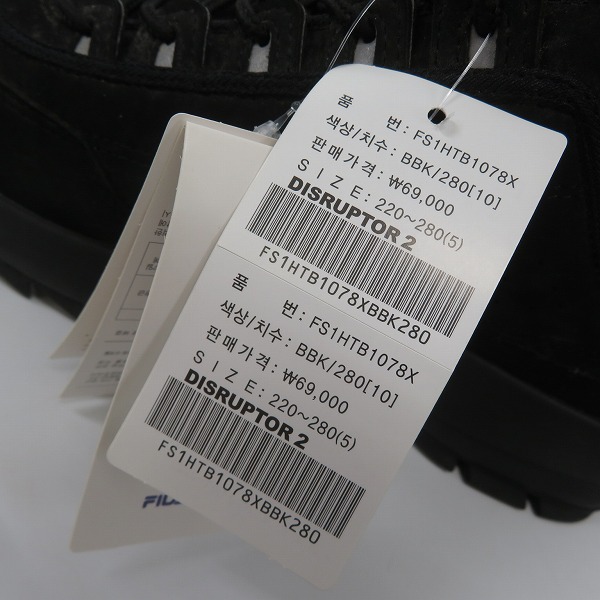 품 번: FS1HTB1078X
색상/치수: BBK/280[10]
판매가격: ₩69,000
S I Z E: 220~280(5)
DISRUPTOR 2
FS1HTB1078XBBK280
품 번: FS1HTB1078X
색상/치수: BBK/280[10]
판매가격: ₩69,000
S I Z E: 220~280(5)
DISRUPTOR 2
FS1HTB1078XBBK280